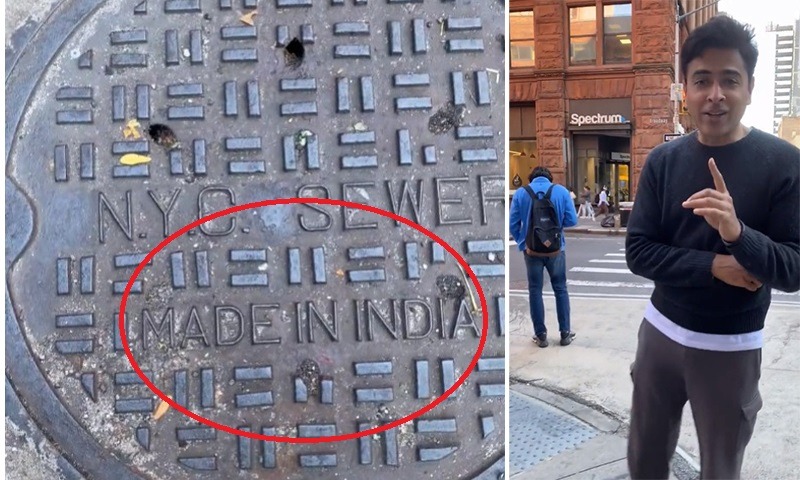 N.Y.C. SEWER
MADE IN INDIA
Spectrum